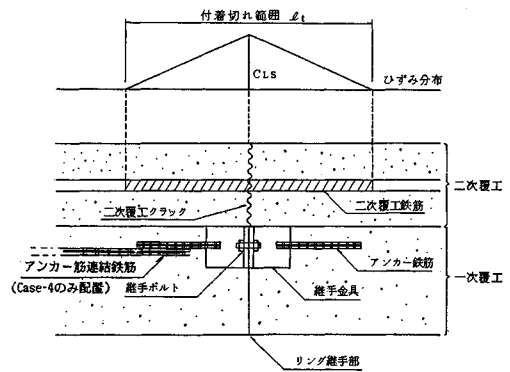 付着切れ範囲 ℓt
CLS
ひずみ分布
二次覆工
二次覆工クラック
二次覆工鉄筋
アンカー筋連結鉄筋
(Case-4のみ配置)
継手ボルト
アンカー鉄筋
継手金具
一次覆工
リング継手部